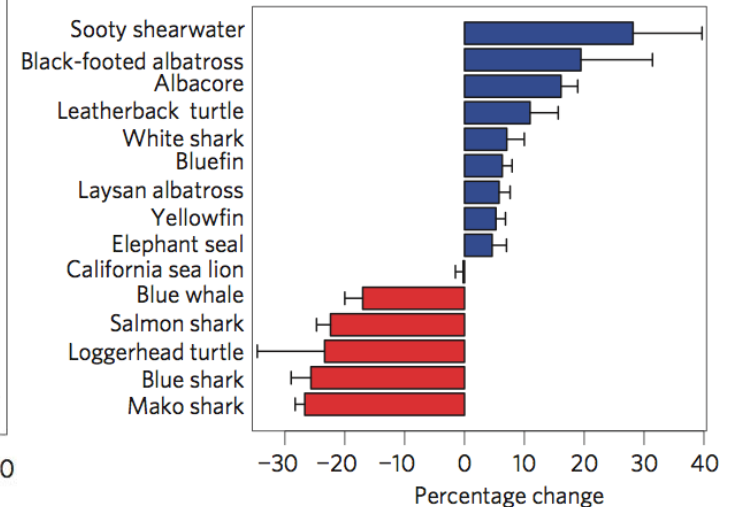 Sooty shearwater
Black-footed albatross
Albacore
Leatherback turtle
White shark
Bluefin
Laysan albatross
Yellowfin
Elephant seal
California sea lion
Blue whale
Salmon shark
Loggerhead turtle
Blue shark
Mako shark
0 −30 −20 −10 0 10 20 30 40
Percentage change